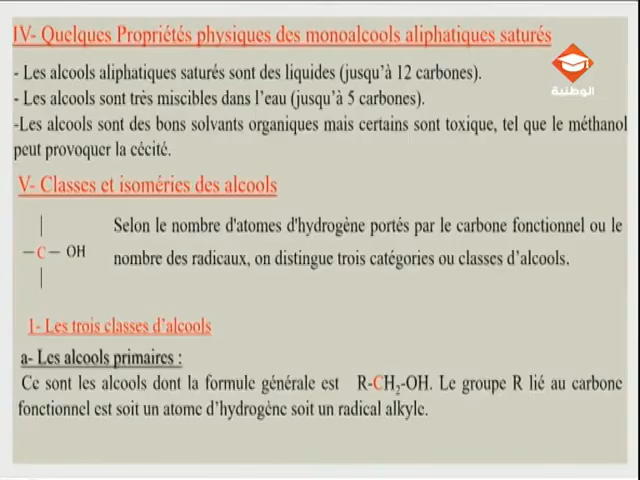 IV- Quelques Propriétés physiques des monoalcools aliphatiques saturés
- Les alcools aliphatiques saturés sont des liquides (jusqu'à 12 carbones).
الوطنية
- Les alcools sont très miscibles dans l'eau (jusqu'à 5 carbones).
-Les alcools sont des bons solvants organiques mais certains sont toxique, tel que le méthanol
peut provoquer la cécité.
V- Classes et isoméries des alcools
Selon le nombre d'atomes d'hydrogène portés par le carbone fonctionnel ou le
– C – OH
nombre des radicaux, on distingue trois catégories ou classes d'alcools.
1- Les trois classes d'alcools
a- Les alcools primaires :
Ce sont les alcools dont la formule générale est R-CH₂-OH. Le groupe R lié au carbone
fonctionnel est soit un atome d'hydrogène soit un radical alkyle.